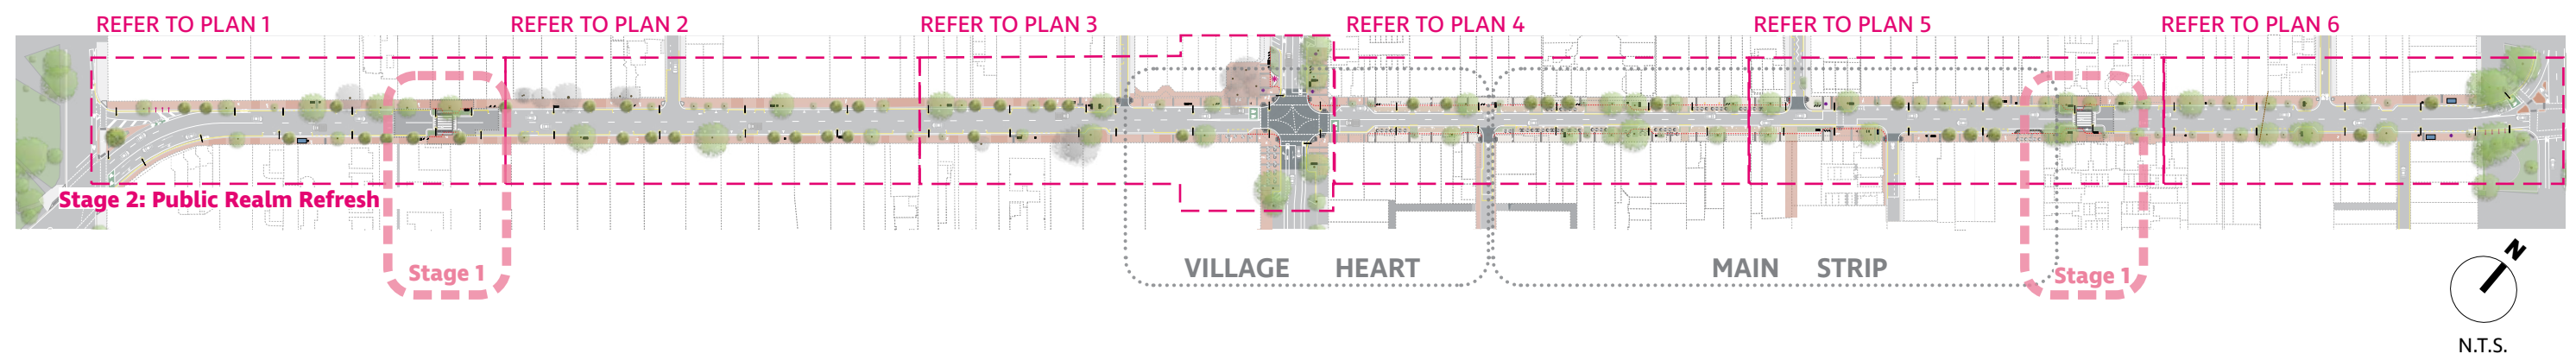 REFER TO PLAN 1
REFER TO PLAN 2
REFER TO PLAN 3
REFER TO PLAN 4
REFER TO PLAN 5
REFER TO PLAN 6
Stage 2: Public Realm Refresh
Stage 1
VILLAGE HEART
MAIN STRIP
Stage 1
N
N.T.S.